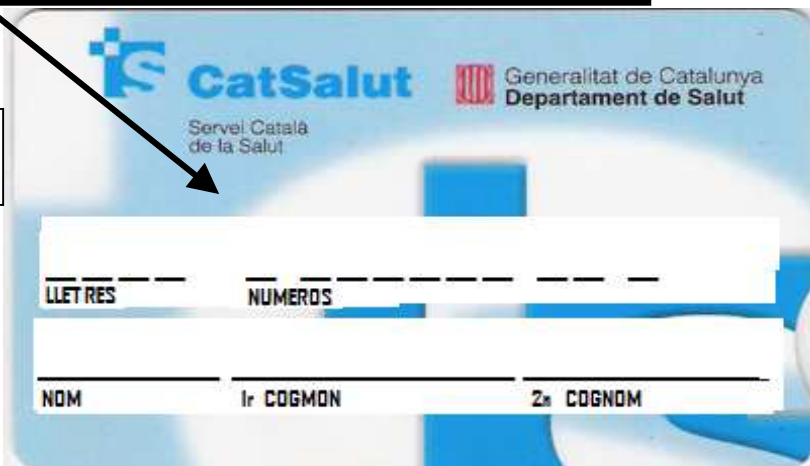 CatSalut
Servei Català
de la Salut
Generalitat de Catalunya
Departament de Salut
LLETRES NUMEROS
NOM 1r COGMON 2n COGNOM